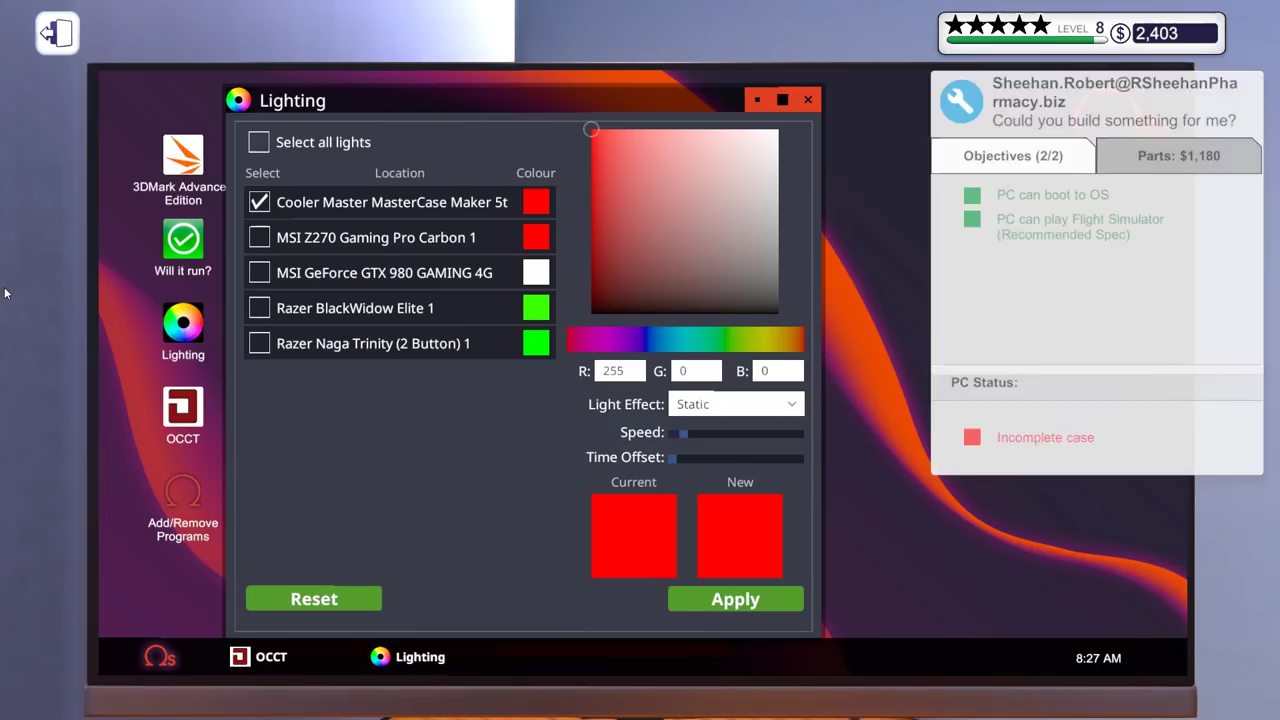 LEVEL 8
$ 2,403
Sheehan.Robert@RSheehanPha
rmacy.biz
Could you build something for me?
Objectives (2/2)
Parts: $1,180
PC can boot to OS
PC can play Flight Simulator
(Recommended Spec)
PC Status:
Incomplete case
3DMark Advance
Edition
Will it run?
Lighting
OCCT
Add/Remove
Programs
Lighting
Select all lights
Select Location Colour
Cooler Master MasterCase Maker 5t
MSI Z270 Gaming Pro Carbon 1
MSI GeForce GTX 980 GAMING 4G
Razer BlackWidow Elite 1
Razer Naga Trinity (2 Button) 1
R: 255 G: 0 B: 0
Light Effect: Static
Speed:
Time Offset:
Current New
Reset Apply
Ωs OCCT Lighting 8:27 AM